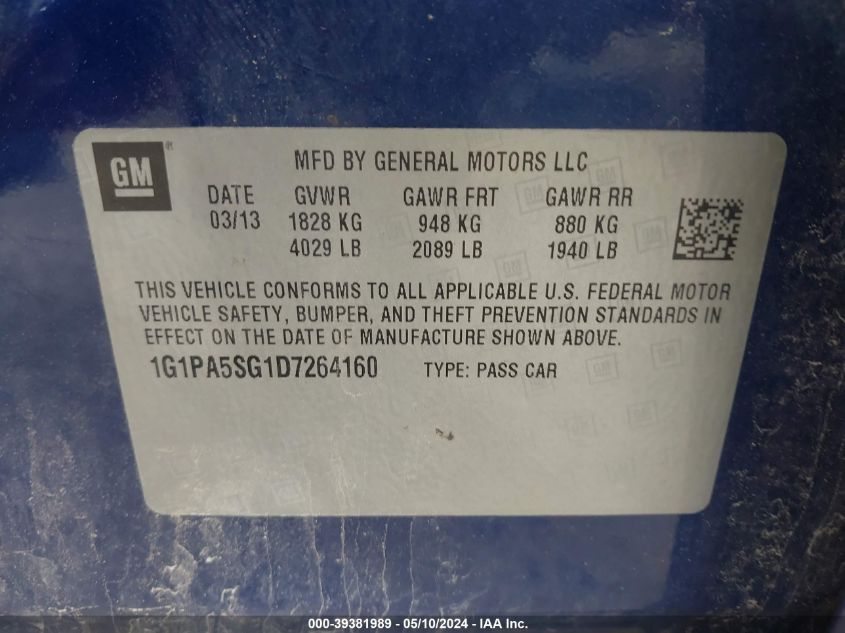 GM®
MFD BY GENERAL MOTORS LLC
DATE GVWR GAWR FRT GAWR RR
03/13 1828 KG 948 KG 880 KG
4029 LB 2089 LB 1940 LB
THIS VEHICLE CONFORMS TO ALL APPLICABLE U.S. FEDERAL MOTOR
VEHICLE SAFETY, BUMPER, AND THEFT PREVENTION STANDARDS IN
EFFECT ON THE DATE OF MANUFACTURE SHOWN ABOVE.
1G1PA5SG1D7264160 TYPE: PASS CAR
000-39381989 - 05/10/2024 - IAA Inc.